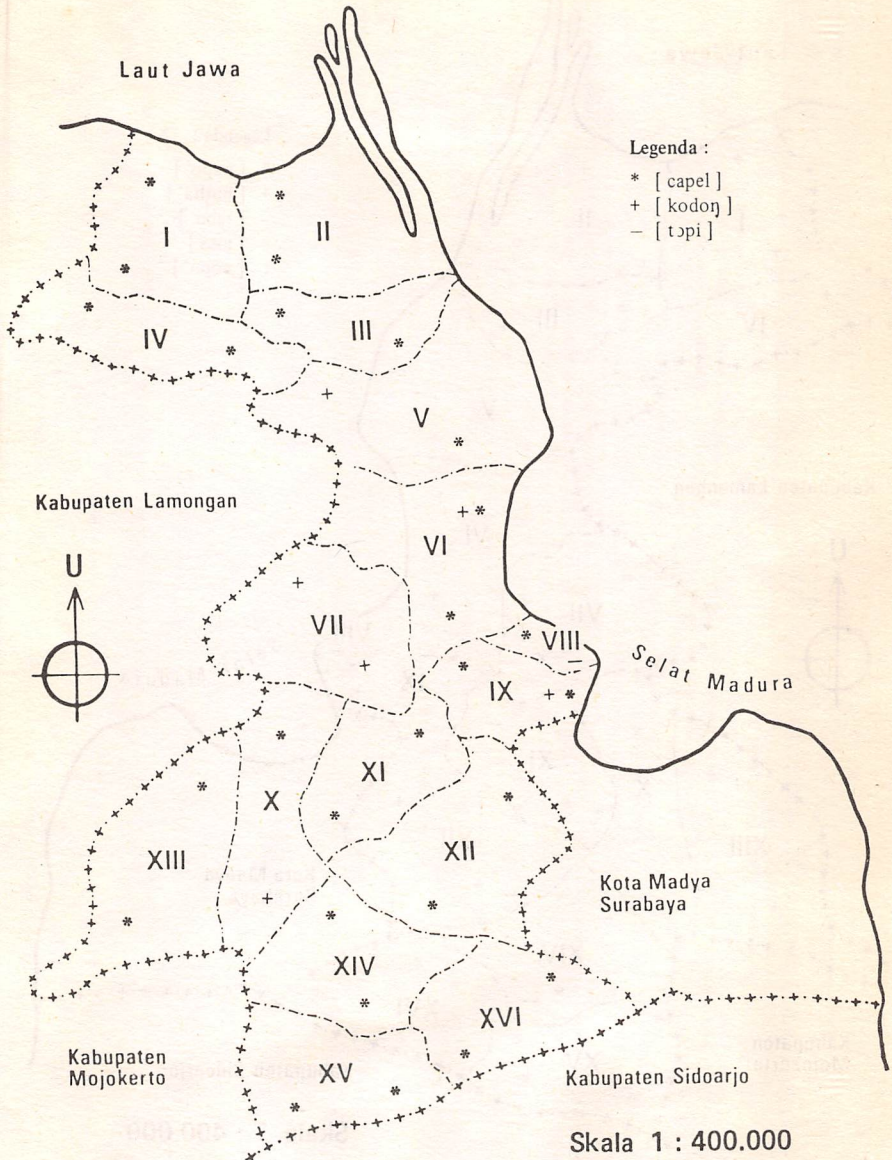 Laut Jawa
Legenda :
* [ capel ]
+ [ kodoŋ ]
– [ tɔpi ]
I
II
III
IV
V
Kabupaten Lamongan
VI
U
VII
VIII
Selat Madura
IX
X
XI
XII
XIII
Kota Madya
Surabaya
XIV
XVI
Kabupaten
Mojokerto
XV
Kabupaten Sidoarjo
Skala 1 : 400.000